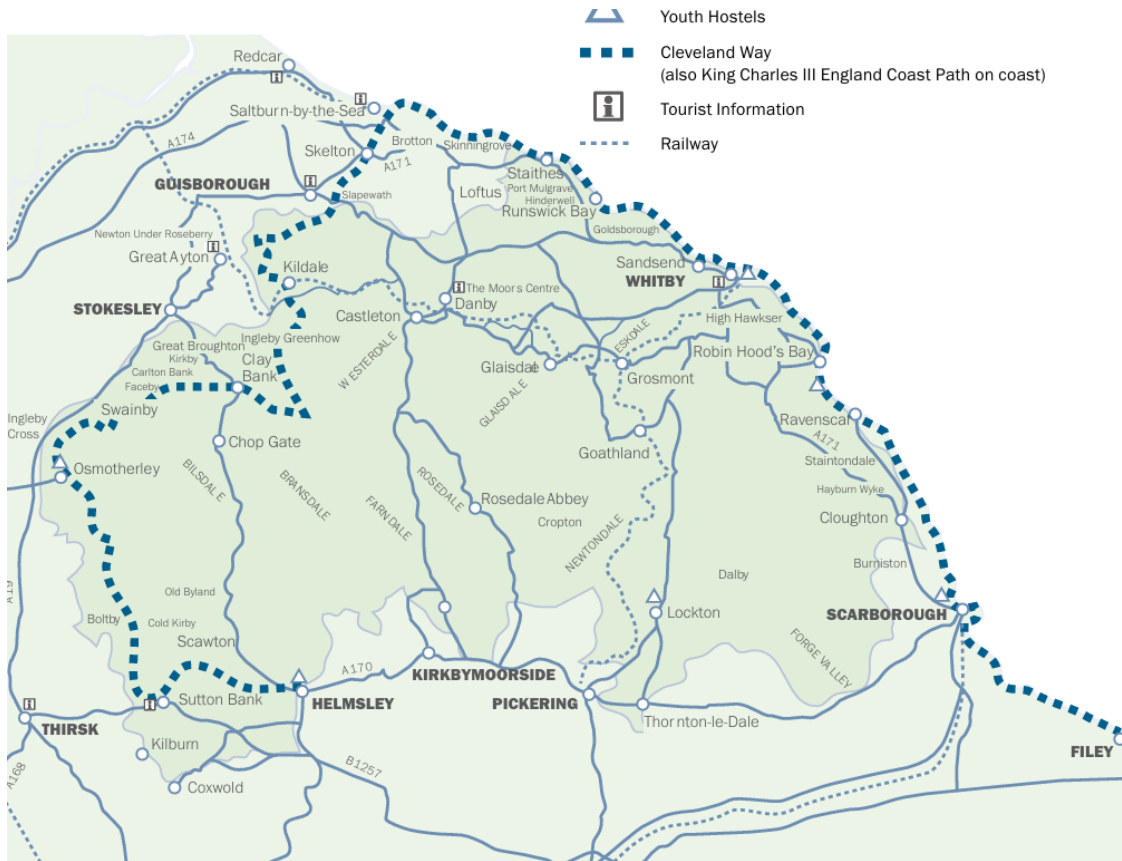 Youth Hostels
Cleveland Way
(also King Charles III England Coast Path on coast)
i
Tourist Information
Railway
Redcar
i
i
Saltburn-by-the-Sea
A174
Brotton
Skinningrove
Skelton
A171
Staithes
GUISBOROUGH
i
Slapewath
Loftus
Port Mulgrave
Hinderwell
Runswick Bay
Newton Under Roseberry
Goldsborough
i
Great Ayton
Kildale
Sandsend
i
The Moors Centre
WHITBY
i
Danby
STOKESLEY
Castleton
High Hawkser
Great Broughton
Ingleby Greenhow
ESKDALE
Kirkby
Clay
Bank
WESTERDALE
Robin Hood's Bay
Carlton Bank
Glaisdale
Faceby
Grosmont
Swainby
GLAISDALE
Ingleby
Cross
Ravenscar
Chop Gate
A171
Goathland
Staintondale
Osmotherley
BILSDALE
BRANSDALE
FARNDALE
ROSEDALE
Hayburn Wyke
Rosedale Abbey
Cropton
Cloughton
NEWTONDALE
Burniston
Dalby
A19
Old Byland
Lockton
SCARBOROUGH
Boltby
Cold Kirby
Scawton
FORGE VALLEY
A170
KIRKBYMOORSIDE
Sutton Bank
i
HELMSLEY
PICKERING
i
THIRSK
Thornton-le-Dale
Kilburn
FILEY
A168
B1257
Coxwold